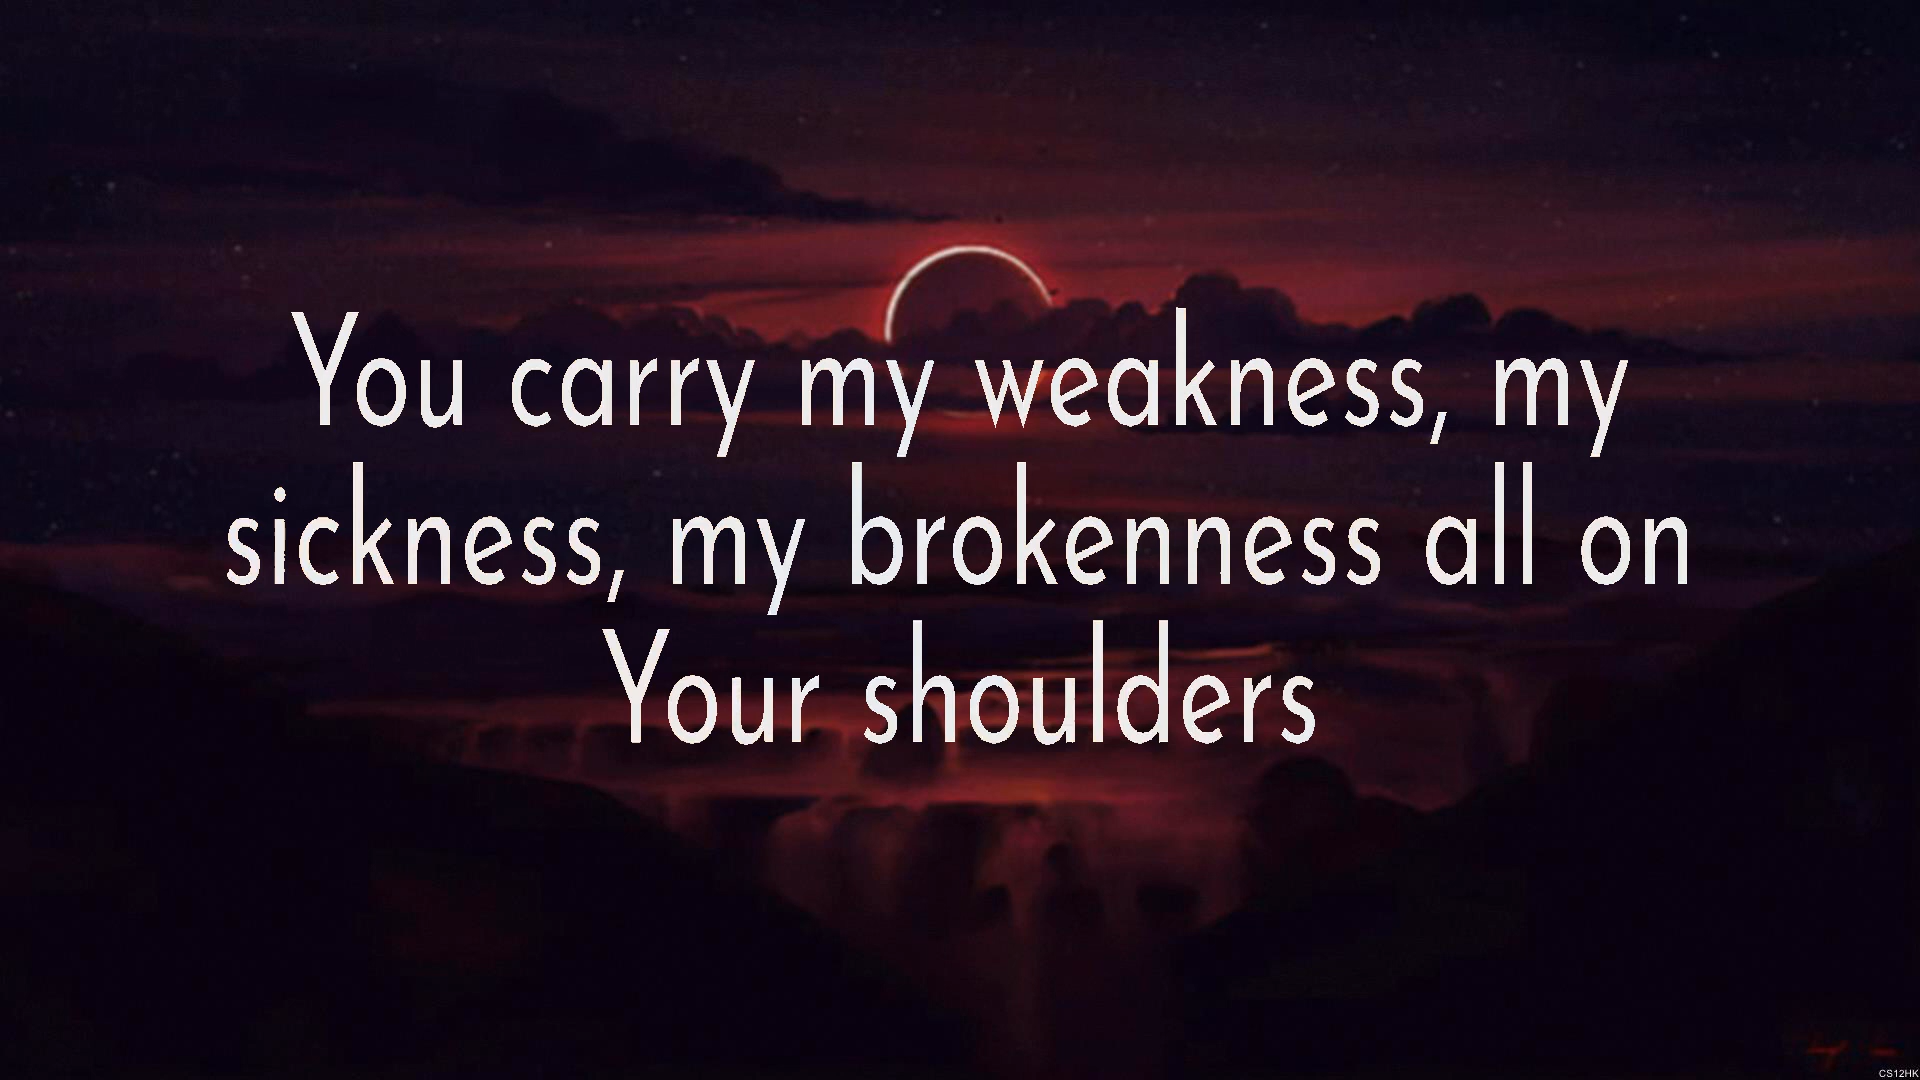 You carry my weakness, my
sickness, my brokenness all on
Your shoulders
CS12HK